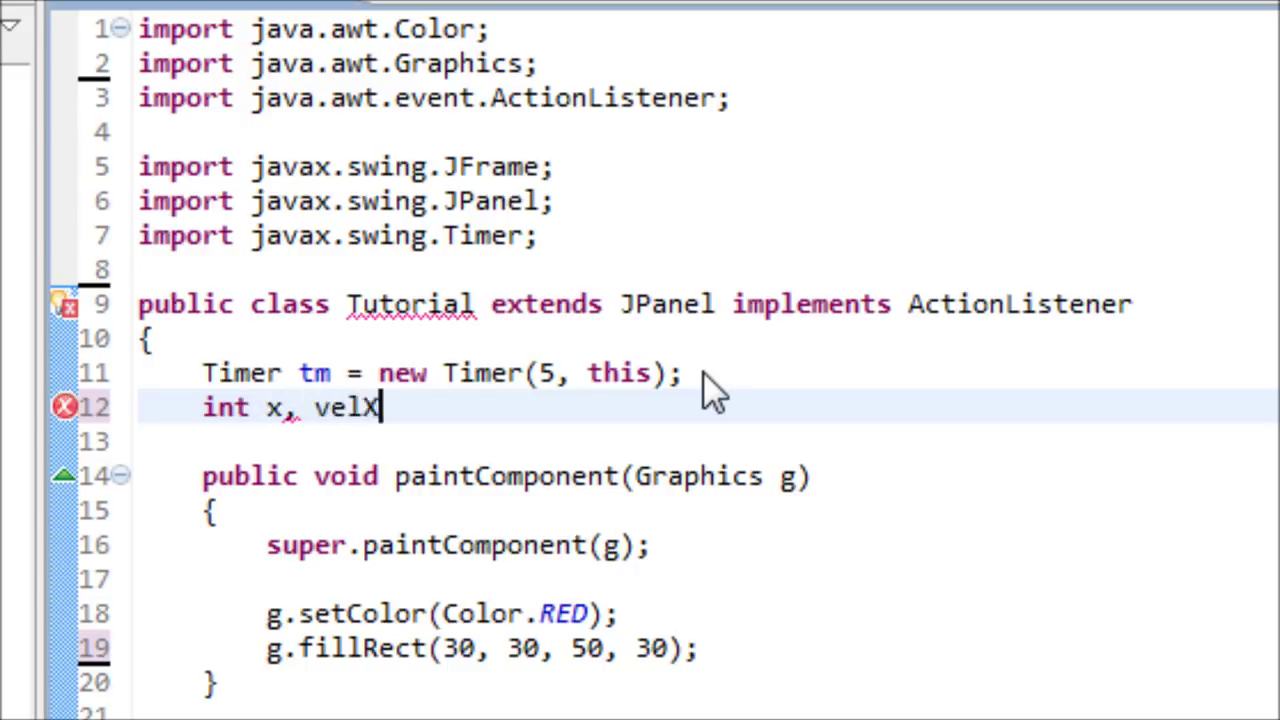 1 import java.awt.Color;
2 import java.awt.Graphics;
3 import java.awt.event.ActionListener;
4
5 import javax.swing.JFrame;
6 import javax.swing.JPanel;
7 import javax.swing.Timer;
8
9 public class Tutorial extends JPanel implements ActionListener
10 {
11     Timer tm = new Timer(5, this);
12     int x, velX
13
14     public void paintComponent(Graphics g)
15     {
16         super.paintComponent(g);
17
18         g.setColor(Color.RED);
19         g.fillRect(30, 30, 50, 30);
20     }
21